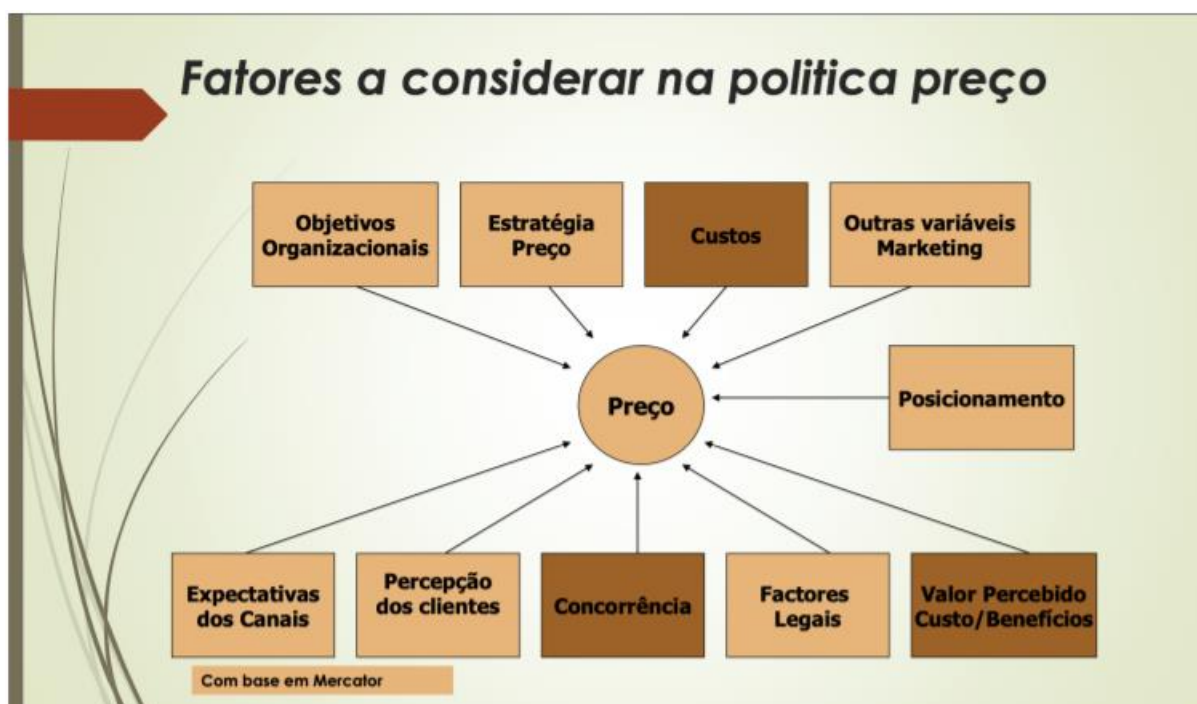 Fatores a considerar na politica preço
Objetivos
Organizacionais
Estratégia
Preço
Custos
Outras variáveis
Marketing
Preço
Posicionamento
Expectativas
dos Canais
Percepção
dos clientes
Concorrência
Factores
Legais
Valor Percebido
Custo/Benefícios
Com base em Mercator